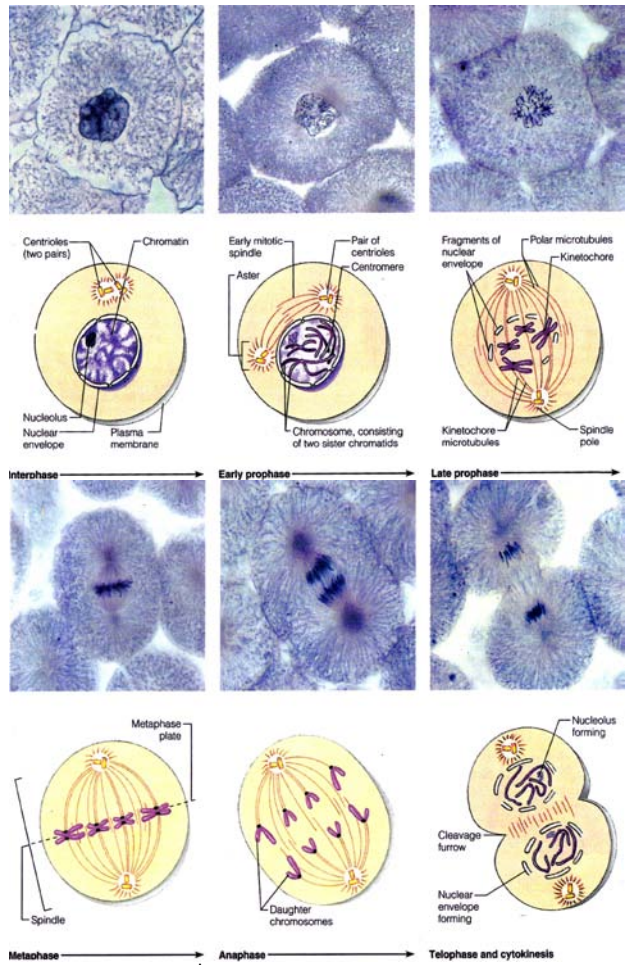 Centrioles
(two pairs)
Chromatin
Nucleolus
Nuclear
envelope
Plasma
membrane
Early mitotic
spindle
Aster
Pair of
centrioles
Centromere
Chromosome, consisting
of two sister chromatids
Fragments of
nuclear
envelope
Polar microtubules
Kinetochore
Kinetochore
microtubules
Spindle
pole
Interphase
Early prophase
Late prophase
Metaphase
plate
Spindle
Daughter
chromosomes
Nucleolus
forming
Cleavage
furrow
Nuclear
envelope
forming
Metaphase
Anaphase
Telophase and cytokinesis